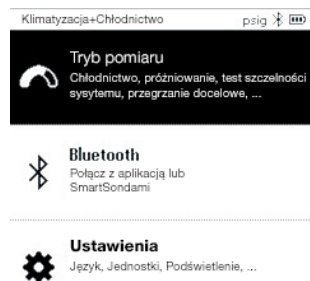 Klimatyzacja+Chłodnictwo psig
Tryb pomiaru
Chłodnictwo, próżniowanie, test szczelności
sysytemu, przegrzanie docelowe, ...
Bluetooth
Połącz z aplikacją lub
SmartSondami
Ustawienia
Język, Jednostki, Podświetlenie, ...